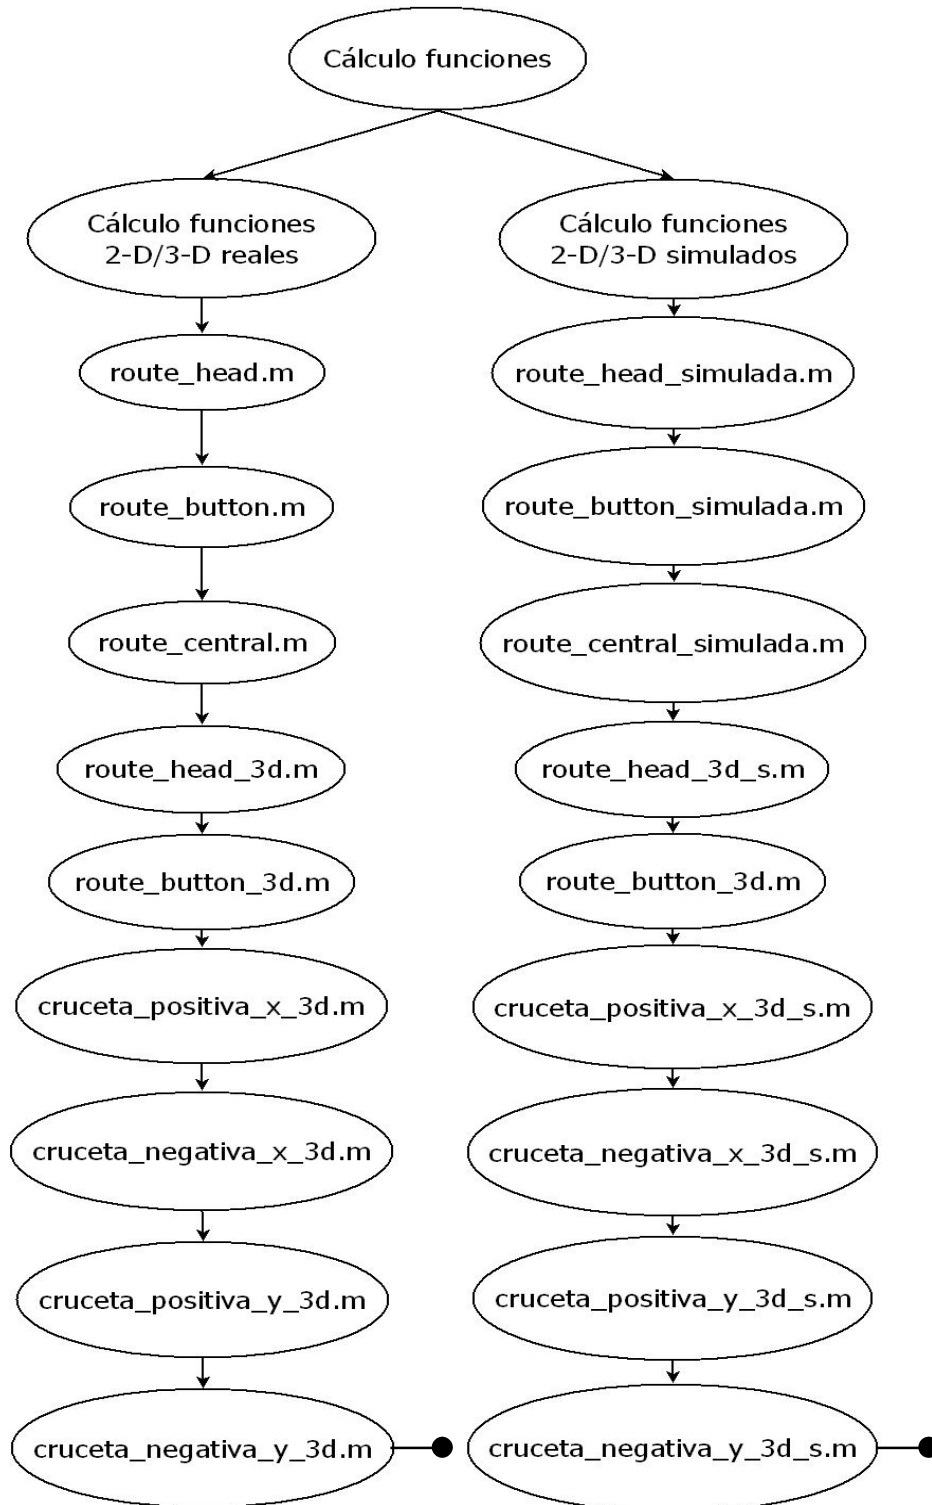 Cálculo funciones
Cálculo funciones
2-D/3-D reales
route_head.m
route_button.m
route_central.m
route_head_3d.m
route_button_3d.m
cruceta_positiva_x_3d.m
cruceta_negativa_x_3d.m
cruceta_positiva_y_3d.m
cruceta_negativa_y_3d.m
Cálculo funciones
2-D/3-D simulados
route_head_simulada.m
route_button_simulada.m
route_central_simulada.m
route_head_3d_s.m
route_button_3d.m
cruceta_positiva_x_3d_s.m
cruceta_negativa_x_3d_s.m
cruceta_positiva_y_3d_s.m
cruceta_negativa_y_3d_s.m